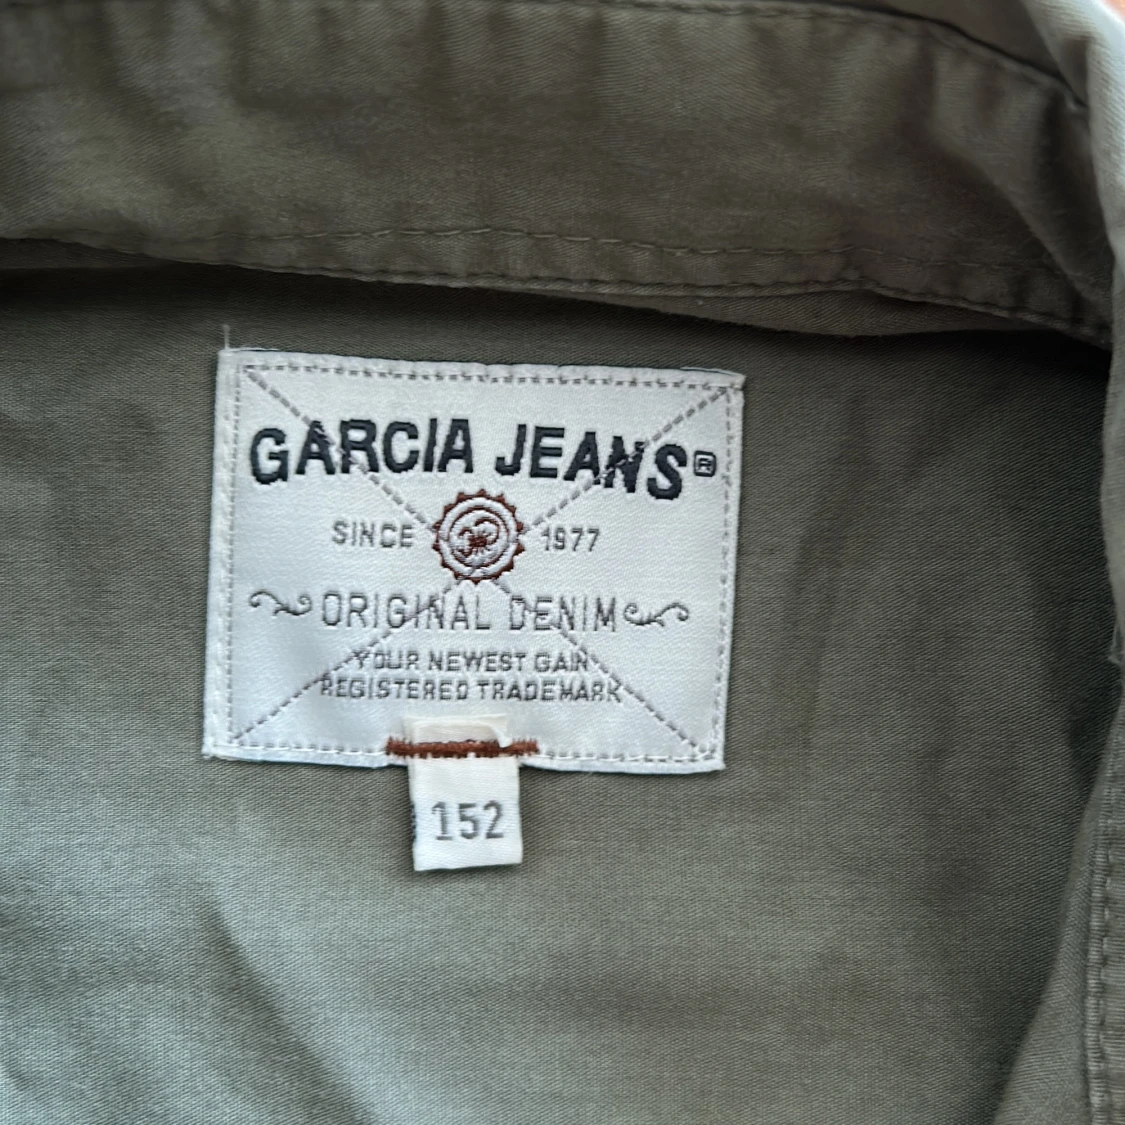 GARCIA JEANS®
SINCE 1977
ORIGINAL DENIM
YOUR NEWEST GAIN
REGISTERED TRADEMARK
152